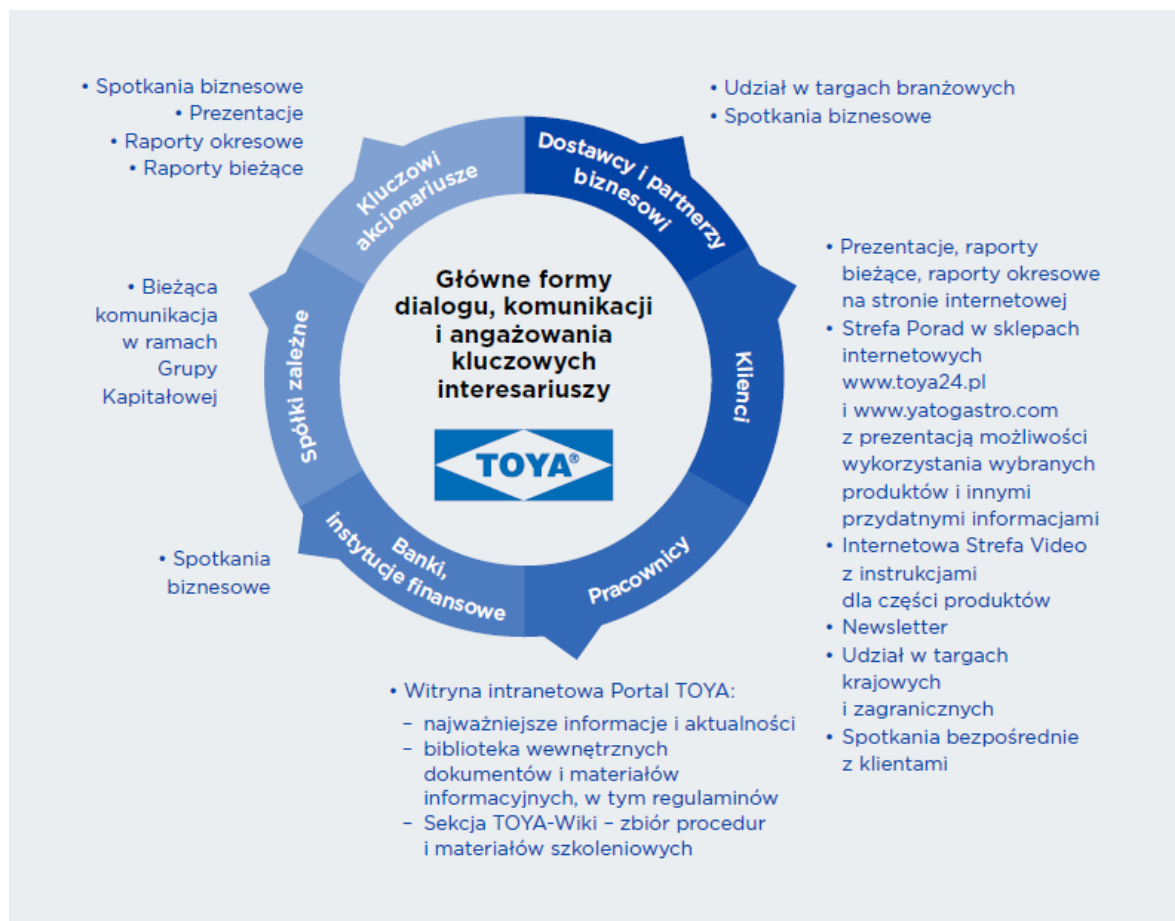 • Spotkania biznesowe
• Prezentacje
• Raporty okresowe
• Raporty bieżące
• Udział w targach branżowych
• Spotkania biznesowe
Kluczowi
akcjonariusze
Dostawcy i partnerzy
biznesowi
Główne formy
dialogu, komunikacji
i angażowania
kluczowych
interesariuszy
TOYA®
• Bieżąca
komunikacja
w ramach
Grupy
Kapitałowej
Spółki zależne
Klienci
• Prezentacje, raporty
bieżące, raporty okresowe
na stronie internetowej
• Strefa Porad w sklepach
internetowych
www.toya24.pl
i www.yatogastro.com
z prezentacją możliwości
wykorzystania wybranych
produktów i innymi
przydatnymi informacjami
• Internetowa Strefa Video
z instrukcjami
dla części produktów
• Newsletter
• Udział w targach
krajowych
i zagranicznych
• Spotkania bezpośrednie
z klientami
• Spotkania
biznesowe
Banki,
instytucje finansowe
Pracownicy
• Witryna intranetowa Portal TOYA:
– najważniejsze informacje i aktualności
– biblioteka wewnętrznych
dokumentów i materiałów
informacyjnych, w tym regulaminów
– Sekcja TOYA-Wiki – zbiór procedur
i materiałów szkoleniowych